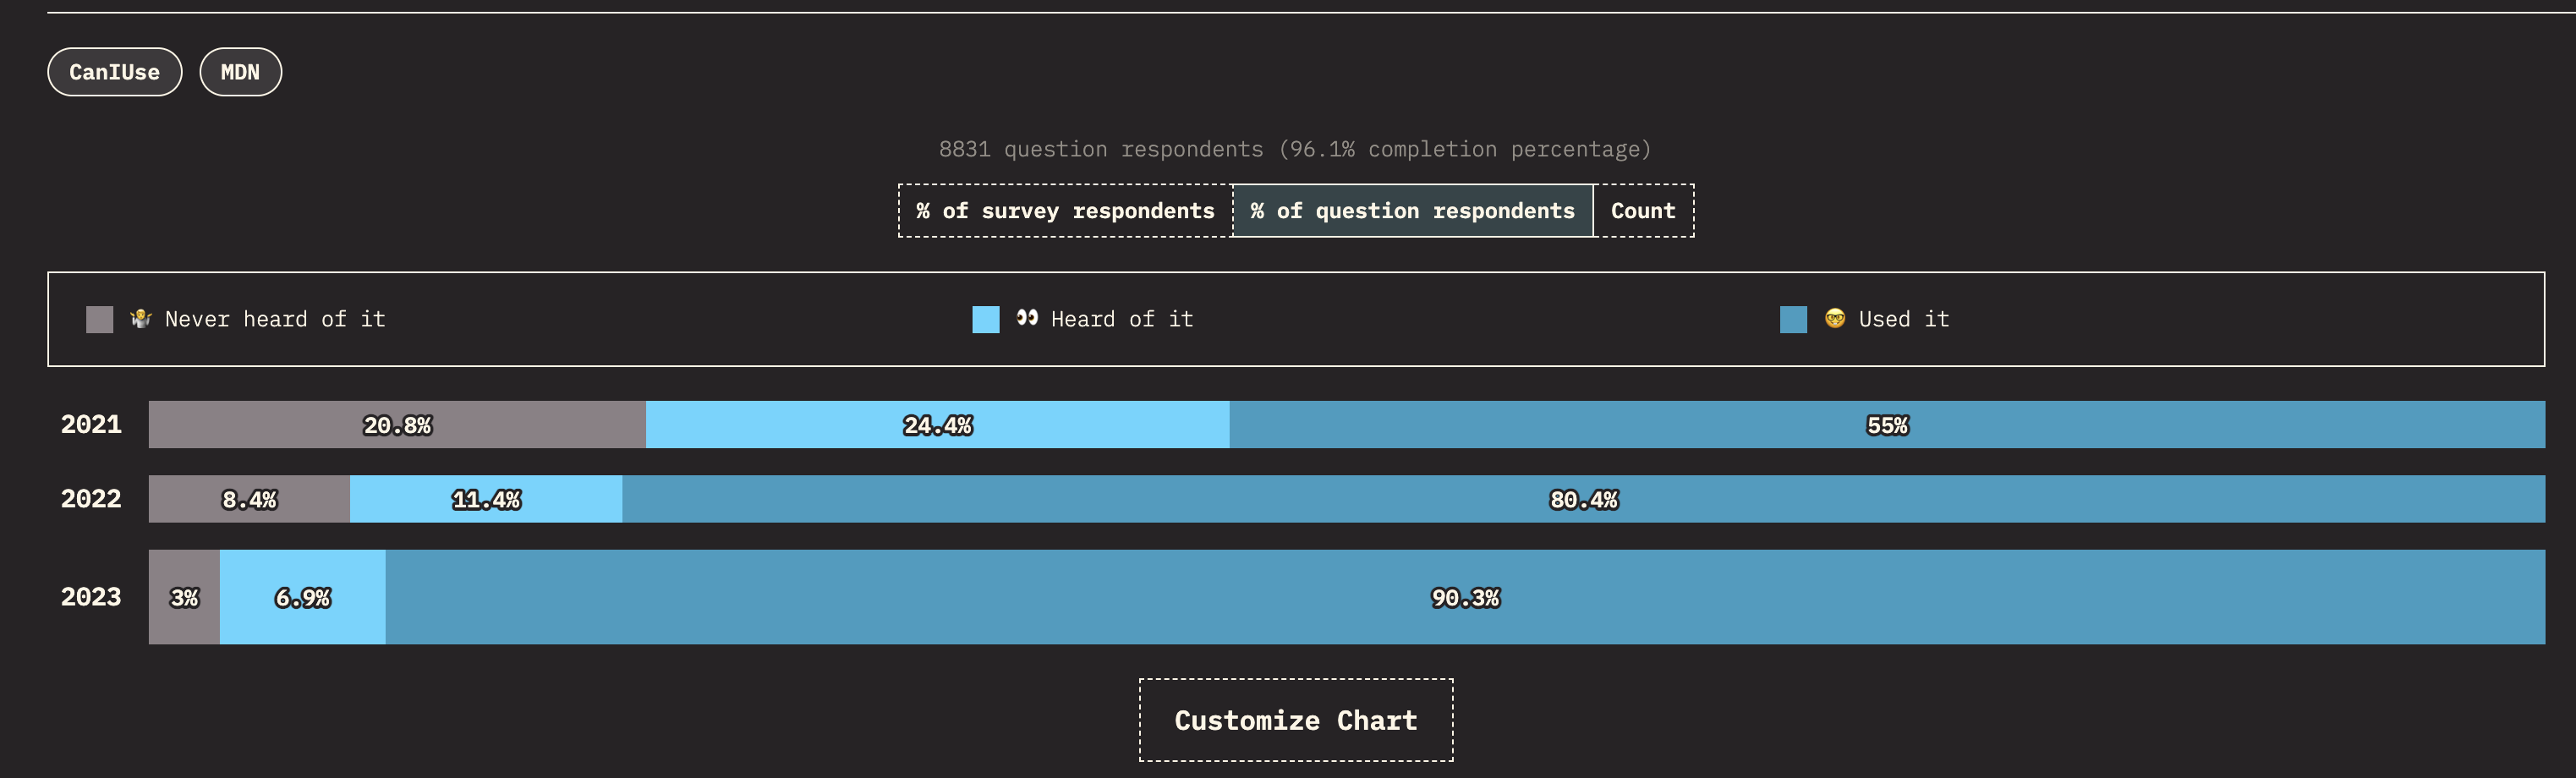 CanIUse MDN
8831 question respondents (96.1% completion percentage)
% of survey respondents % of question respondents Count
🤷 Never heard of it 👀 Heard of it 🤓 Used it
2021 20.8% 24.4% 55%
2022 8.4% 11.4% 80.4%
2023 3% 6.9% 90.3%
Customize Chart